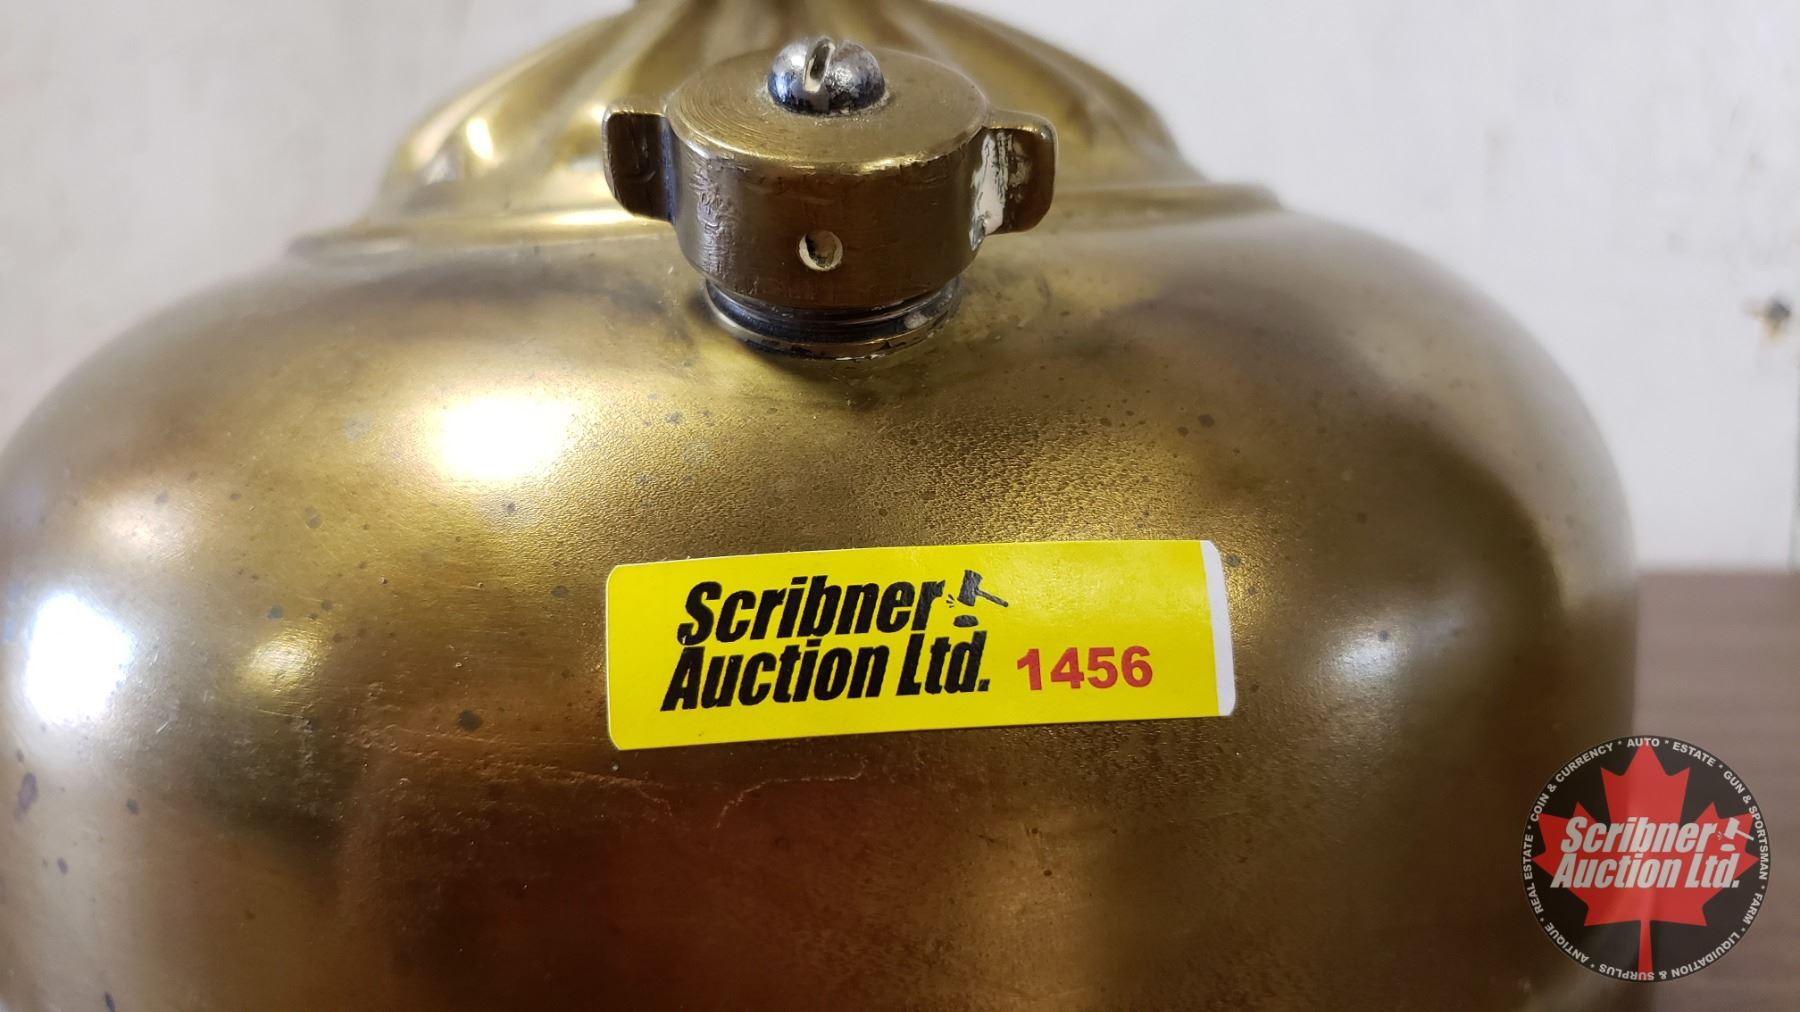 Scribner
Auction Ltd. 1456
COIN & CURRENCY * AUTO * ESTATE * GUN & SPORTSMAN * FARM * LIQUIDATION & SURPLUS * ANTIQUE * REAL ESTATE *
Scribner
Auction Ltd.